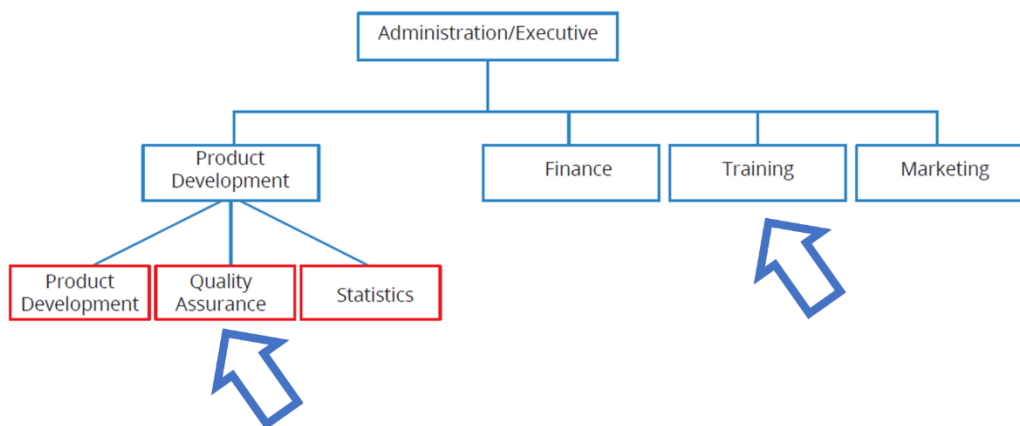 Administration/Executive
Product
Development
Finance
Training
Marketing
Product
Development
Quality
Assurance
Statistics